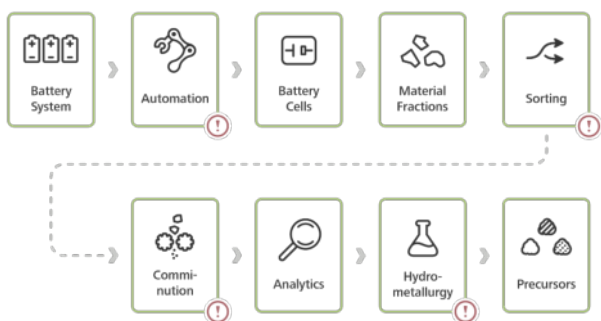 Battery
System
Automation
Battery
Cells
Material
Fractions
Sorting
Commi-
nution
Analytics
Hydro-
metallurgy
Precursors